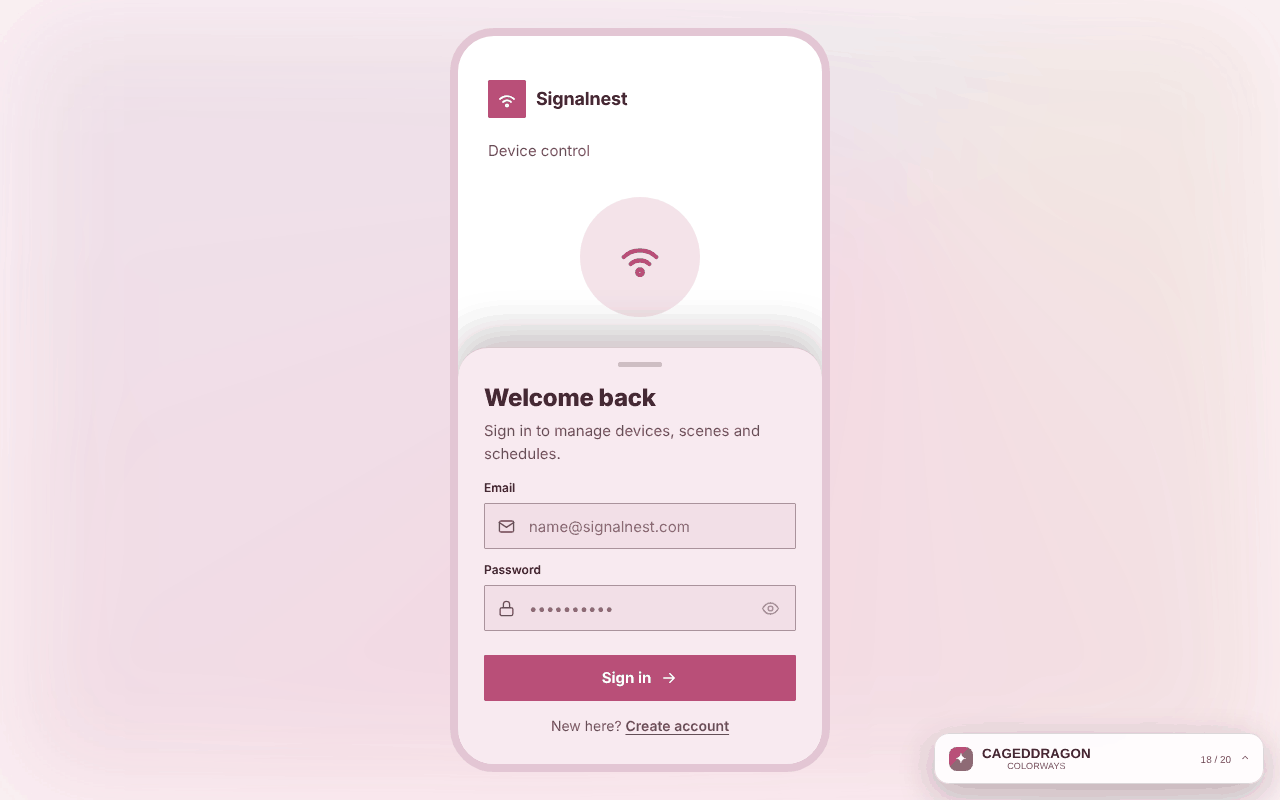 Signalnest
Device control
Welcome back
Sign in to manage devices, scenes and
schedules.
Email
name@signalnest.com
Password
••••••••••
Sign in →
New here? Create account
CAGEDDRAGON
COLORWAYS
18 / 20